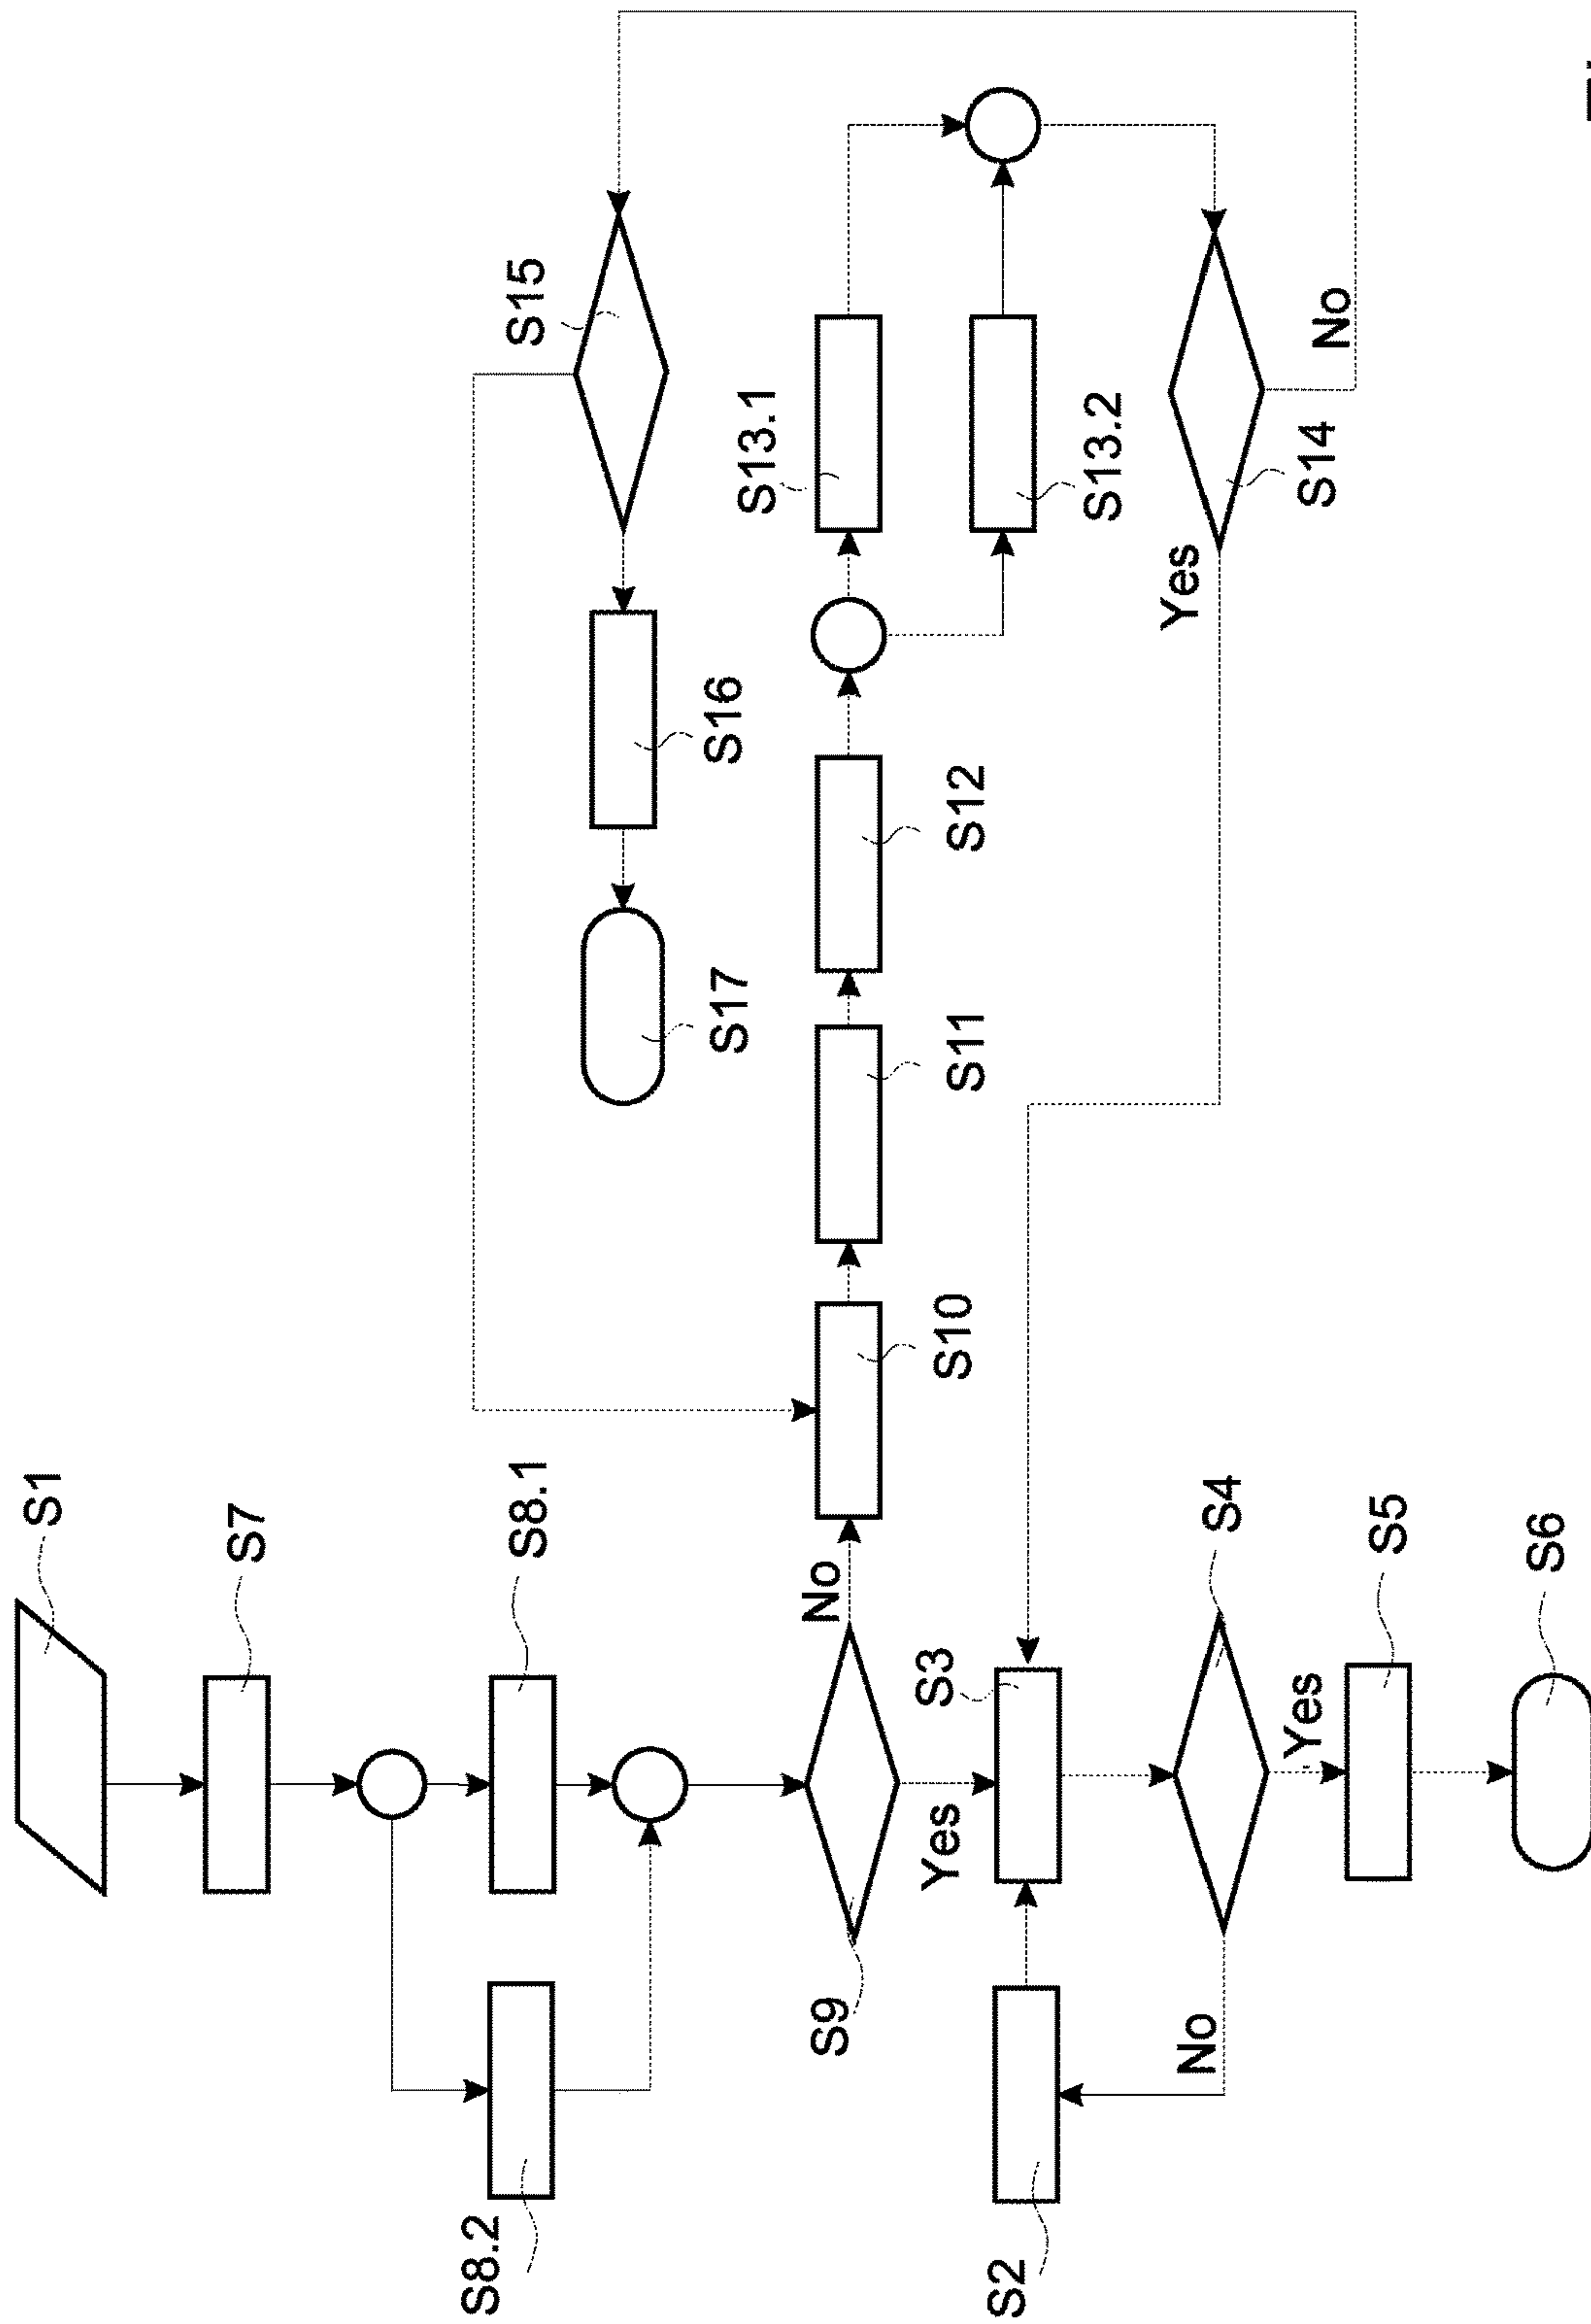 S1
S7
S8.1
S8.2
S9
No
Yes
S10
S11
S12
S13.1
S13.2
S14
Yes
No
S15
S16
S17
S3
S2
S4
No
Yes
S5
S6